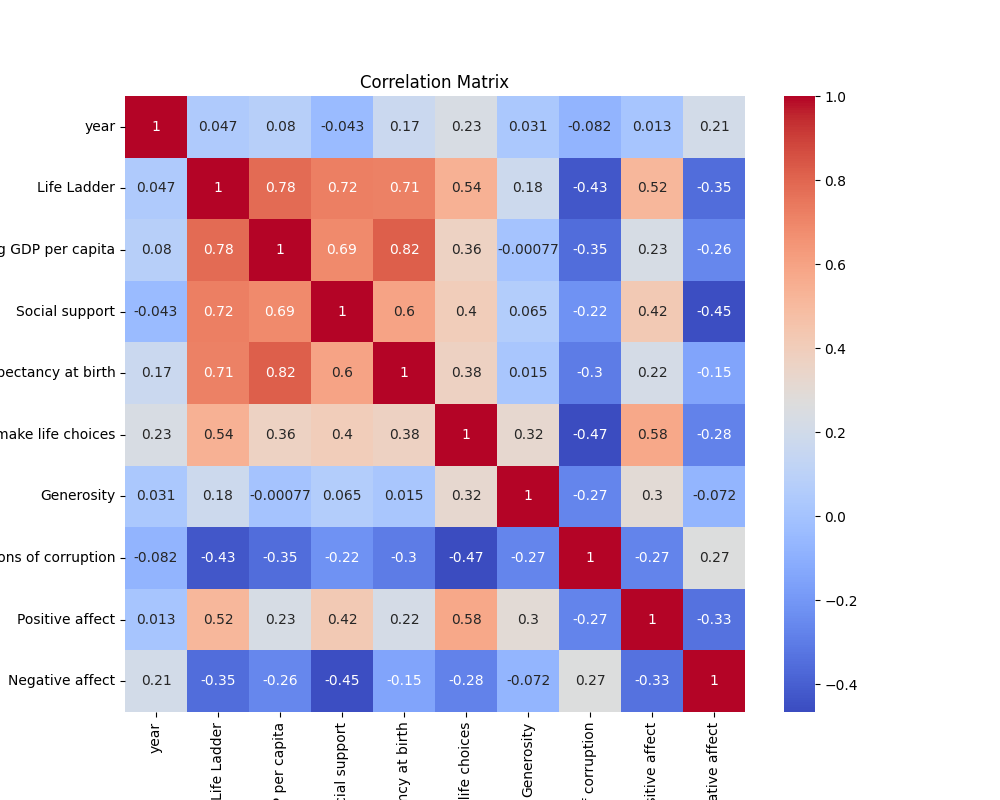 Correlation Matrix
year 1 0.047 0.08 -0.043 0.17 0.23 0.031 -0.082 0.013 0.21
Life Ladder 0.047 1 0.78 0.72 0.71 0.54 0.18 -0.43 0.52 -0.35
g GDP per capita 0.08 0.78 1 0.69 0.82 0.36 -0.00077 -0.35 0.23 -0.26
Social support -0.043 0.72 0.69 1 0.6 0.4 0.065 -0.22 0.42 -0.45
pectancy at birth 0.17 0.71 0.82 0.6 1 0.38 0.015 -0.3 0.22 -0.15
make life choices 0.23 0.54 0.36 0.4 0.38 1 0.32 -0.47 0.58 -0.28
Generosity 0.031 0.18 -0.00077 0.065 0.015 0.32 1 -0.27 0.3 -0.072
ons of corruption -0.082 -0.43 -0.35 -0.22 -0.3 -0.47 -0.27 1 -0.27 0.27
Positive affect 0.013 0.52 0.23 0.42 0.22 0.58 0.3 -0.27 1 -0.33
Negative affect 0.21 -0.35 -0.26 -0.45 -0.15 -0.28 -0.072 0.27 -0.33 1
year
Life Ladder
P per capita
cial support
ncy at birth
life choices
Generosity
f corruption
sitive affect
ative affect
1.0
0.8
0.6
0.4
0.2
0.0
−0.2
−0.4